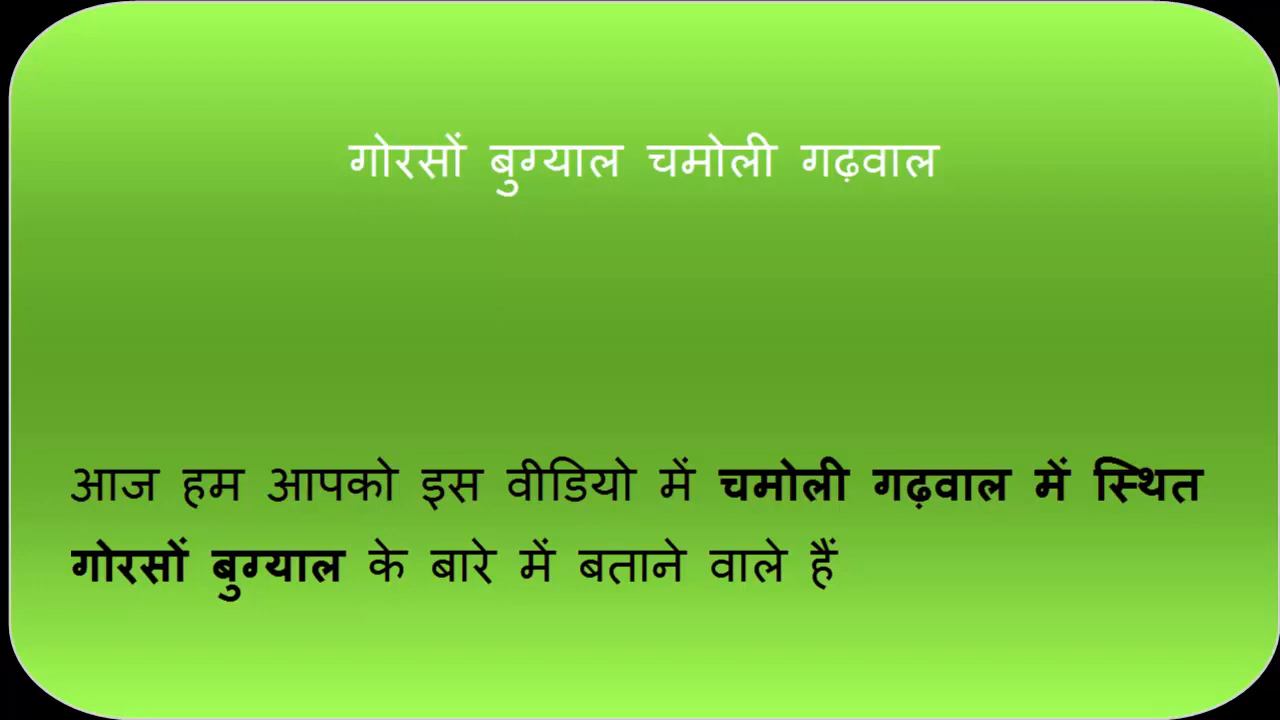 गोरसों बुग्याल चमोली गढ़वाल
आज हम आपको इस वीडियो में चमोली गढ़वाल में स्थित
गोरसों बुग्याल के बारे में बताने वाले हैं